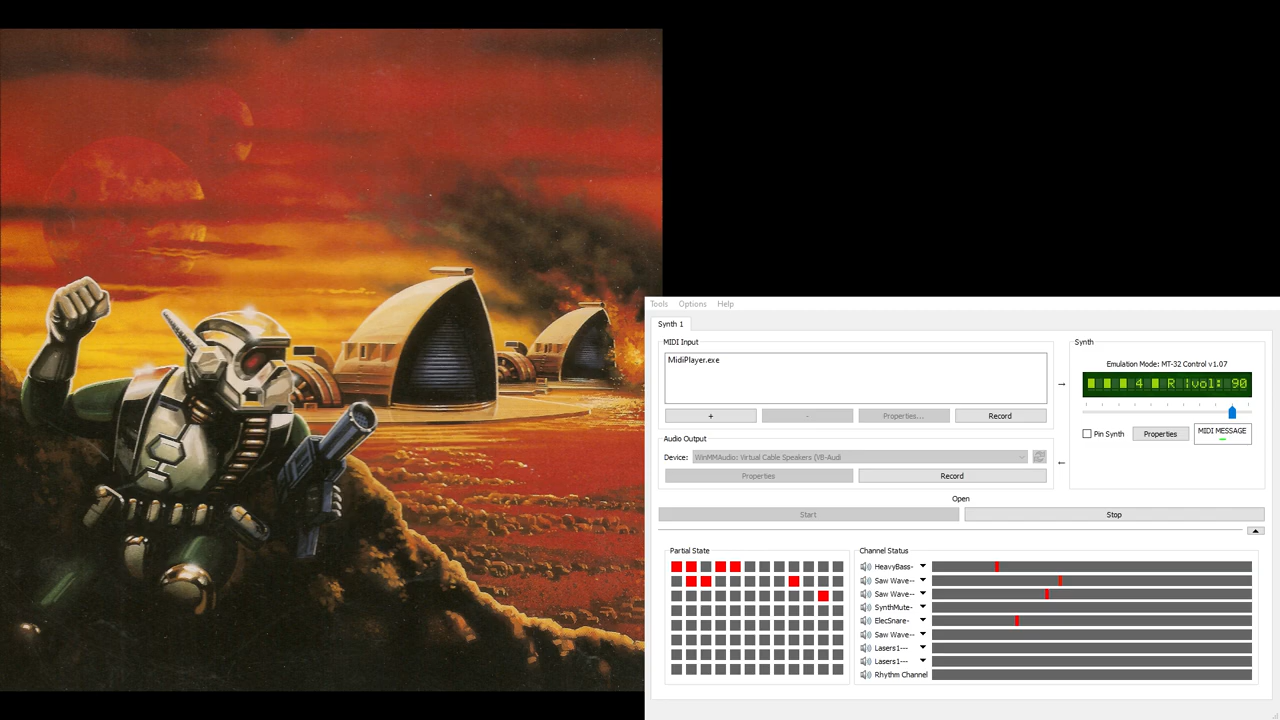 Tools Options Help
Synth 1
MIDI Input
MidiPlayer.exe
+ - Properties... Record
Audio Output
Device: WinMMAudio: Virtual Cable Speakers (VB-Audi
Properties Record
Synth
Emulation Mode: MT-32 Control v1.07
4 R |vol: 90
Pin Synth Properties MIDI MESSAGE
Open
Start Stop
Partial State
Channel Status
HeavyBass-
Saw Wave--
Saw Wave--
SynthMute-
ElecSnare-
Saw Wave--
Lasers1---
Lasers1---
Rhythm Channel